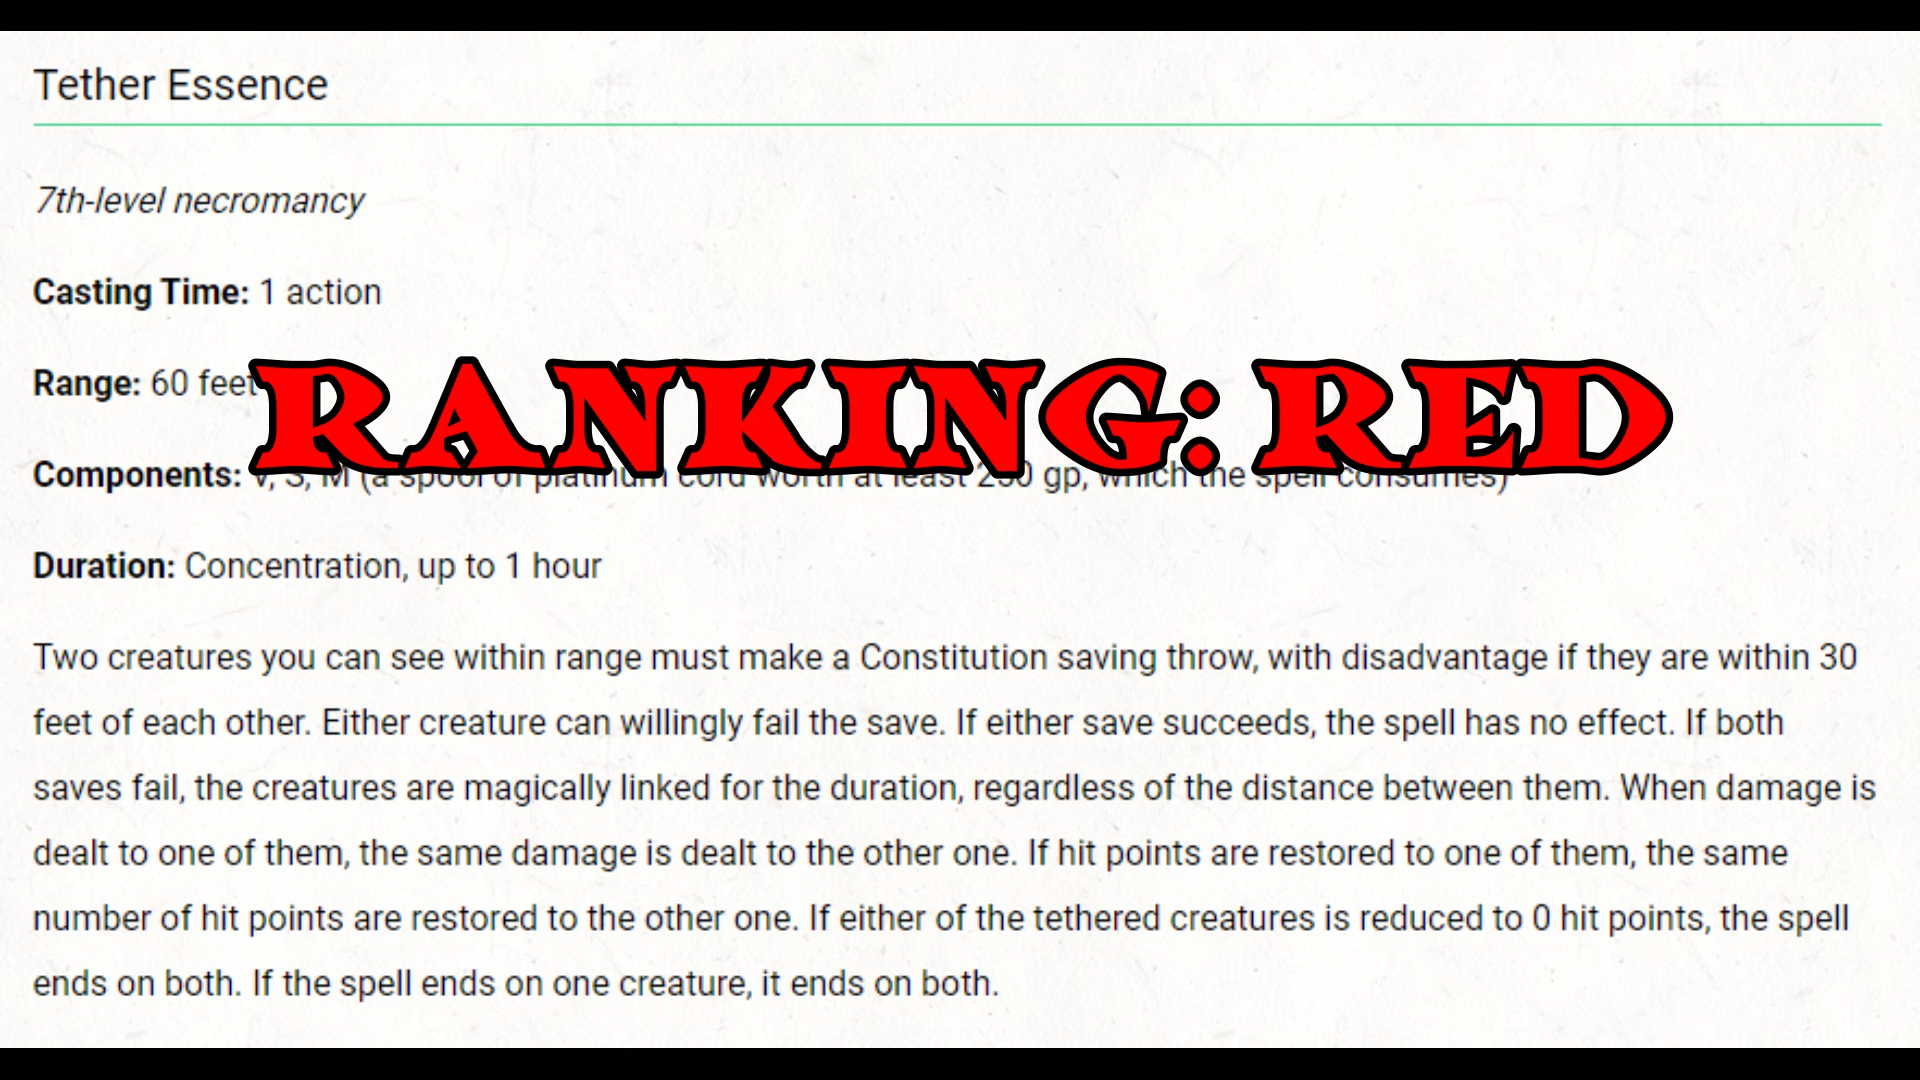 Tether Essence
7th-level necromancy
Casting Time: 1 action
Range: 60 feet
RANKING: RED
Components: V, S, M (a spool of platinum cord worth at least 250 gp, which the spell consumes)
Duration: Concentration, up to 1 hour
Two creatures you can see within range must make a Constitution saving throw, with disadvantage if they are within 30
feet of each other. Either creature can willingly fail the save. If either save succeeds, the spell has no effect. If both
saves fail, the creatures are magically linked for the duration, regardless of the distance between them. When damage is
dealt to one of them, the same damage is dealt to the other one. If hit points are restored to one of them, the same
number of hit points are restored to the other one. If either of the tethered creatures is reduced to 0 hit points, the spell
ends on both. If the spell ends on one creature, it ends on both.